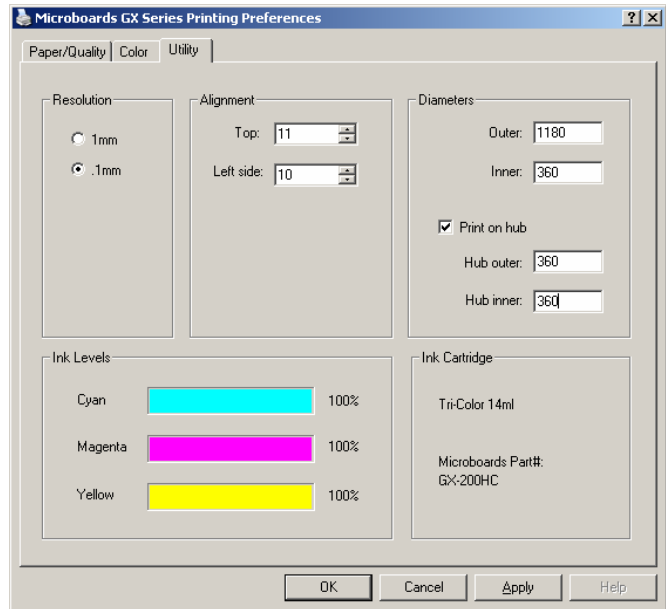 Microboards GX Series Printing Preferences
Paper/Quality Color Utility
Resolution
1mm
.1mm
Alignment
Top: 11
Left side: 10
Diameters
Outer: 1180
Inner: 360
Print on hub
Hub outer: 360
Hub inner: 360
Ink Levels
Cyan 100%
Magenta 100%
Yellow 100%
Ink Cartridge
Tri-Color 14ml
Microboards Part#:
GX-200HC
OK Cancel Apply Help